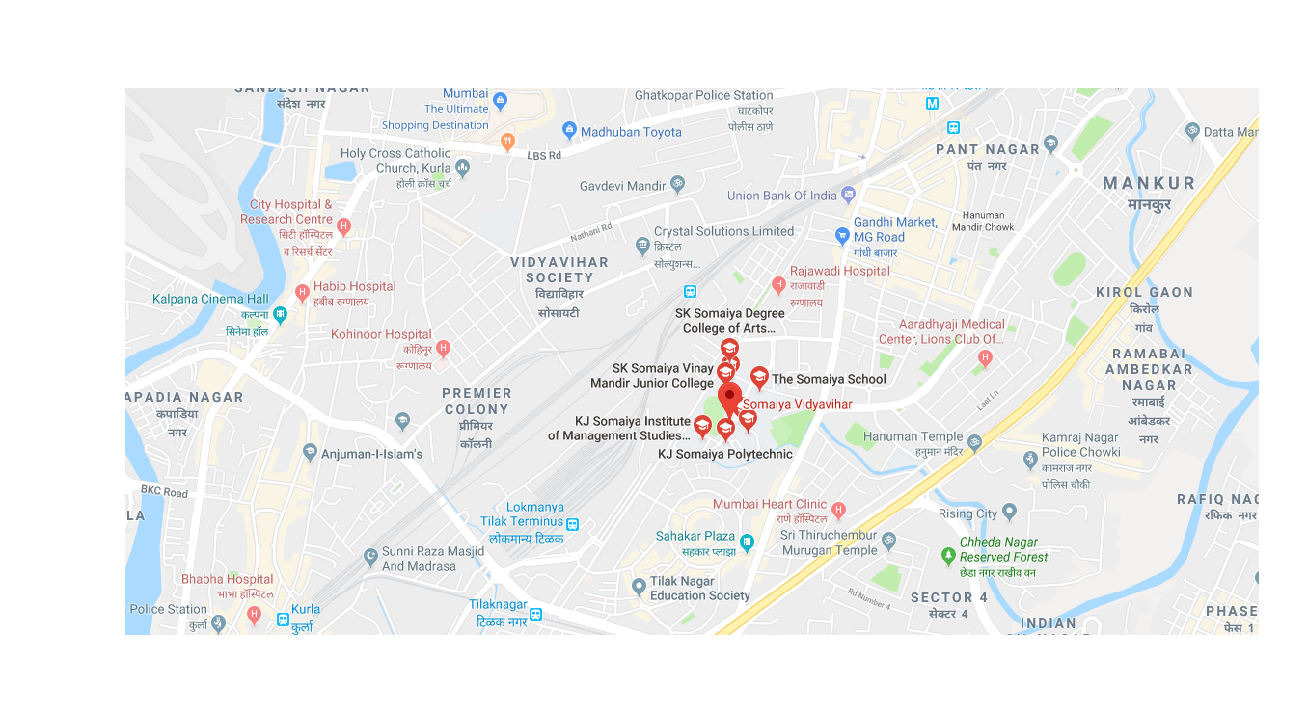 SANDESH NAGAR
संदेश नगर
Mumbai
The Ultimate
Shopping Destination
Ghatkopar Police Station
घाटकोपर
पोलीस ठाणे
Madhuban Toyota
LBS Rd
Holy Cross Catholic
Church, Kurla
होली क्रॉस चर्च
Gavdevi Mandir
Union Bank Of India
PANT NAGAR
पंत नगर
Datta Mar
MANKUR
मानकुर
City Hospital &
Research Centre
सिटी हॉस्पिटल
व रिसर्च सेंटर
Nathani Rd
Crystal Solutions Limited
क्रिस्टल
सोल्युशन्स...
Gandhi Market,
MG Road
गांधी बाजार
Hanuman
Mandir Chowk
VIDYAVIHAR
SOCIETY
विद्याविहार
सोसायटी
Rajawadi Hospital
राजावाडी
रुग्णालय
Habib Hospital
हबीब रुग्णालय
Kalpana Cinema Hall
कल्पना
सिनेमा हॉल
KIROL GAON
किरोल
गांव
SK Somaiya Degree
College of Arts...
Kohinoor Hospital
कोहिनूर
रूग्णालय
Aaradhyaji Medical
Center, Lions Club Of...
RAMABAI
AMBEDKAR
NAGAR
रमाबाई
आंबेडकर
नगर
SK Somaiya Vinay
Mandir Junior College
The Somaiya School
Somaiya Vidyavihar
PREMIER
COLONY
प्रीमियर
कॉलनी
APADIA NAGAR
कपाडिया
नगर
Last Ln
KJ Somaiya Institute
of Management Studies...
KJ Somaiya Polytechnic
Hanuman Temple
हनुमान मंदिर
Kamraj Nagar
Police Chowki
कामराज नगर
पोलिस चौकी
Anjuman-I-Islam's
BKC Road
LA
Lokmanya
Tilak Terminus
लोकमान्य टिळक
Mumbai Heart Clinic
राणे हॉस्पिटल
Rising City
RAFIQ NAG
रफिक नगर
Sahakar Plaza
सहकार प्लाझा
Sri Thiruchembur
Murugan Temple
Chheda Nagar
Reserved Forest
छेडा नगर राखीव वन
Sunni Raza Masjid
And Madrasa
Bhabha Hospital
भाभा हॉस्पिटल
Tilak Nagar
Education Society
Rd Number 4
SECTOR 4
सेक्टर 4
Police Station
कुर्ला
Kurla
कुर्ला
Tilaknagar
टिळक नगर
INDIAN
PHASE
फेस 1